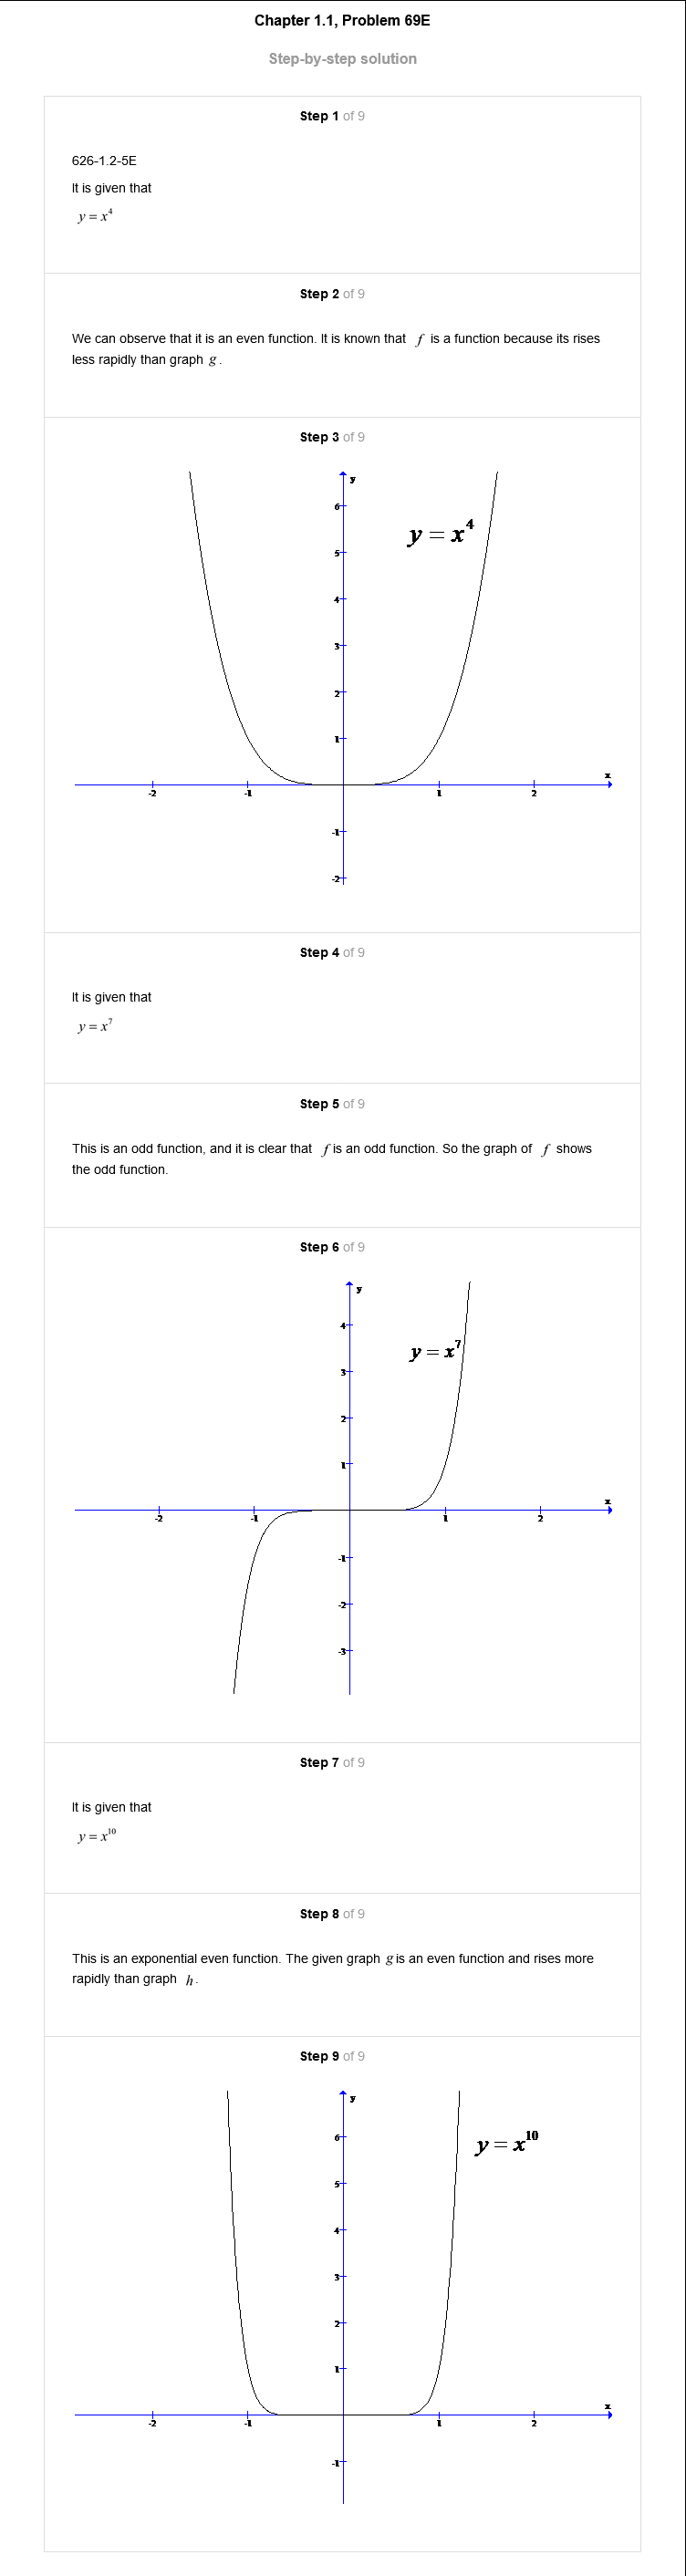 Chapter 1.1, Problem 69E
Step-by-step solution
Step 1 of 9
626-1.2-5E
It is given that
y = x⁴
Step 2 of 9
We can observe that it is an even function. It is known that f is a function because its rises
less rapidly than graph g.
Step 3 of 9
y
6
y = x⁴
5
4
3
2
1
x
-2 -1 1 2
-1
-2
Step 4 of 9
It is given that
y = x⁷
Step 5 of 9
This is an odd function, and it is clear that f is an odd function. So the graph of f shows
the odd function.
Step 6 of 9
y
4
y = x⁷
3
2
1
x
-2 -1 1 2
-1
-2
-3
Step 7 of 9
It is given that
y = x¹⁰
Step 8 of 9
This is an exponential even function. The given graph g is an even function and rises more
rapidly than graph h.
Step 9 of 9
y
6
y = x¹⁰
5
4
3
2
1
x
-2 -1 1 2
-1